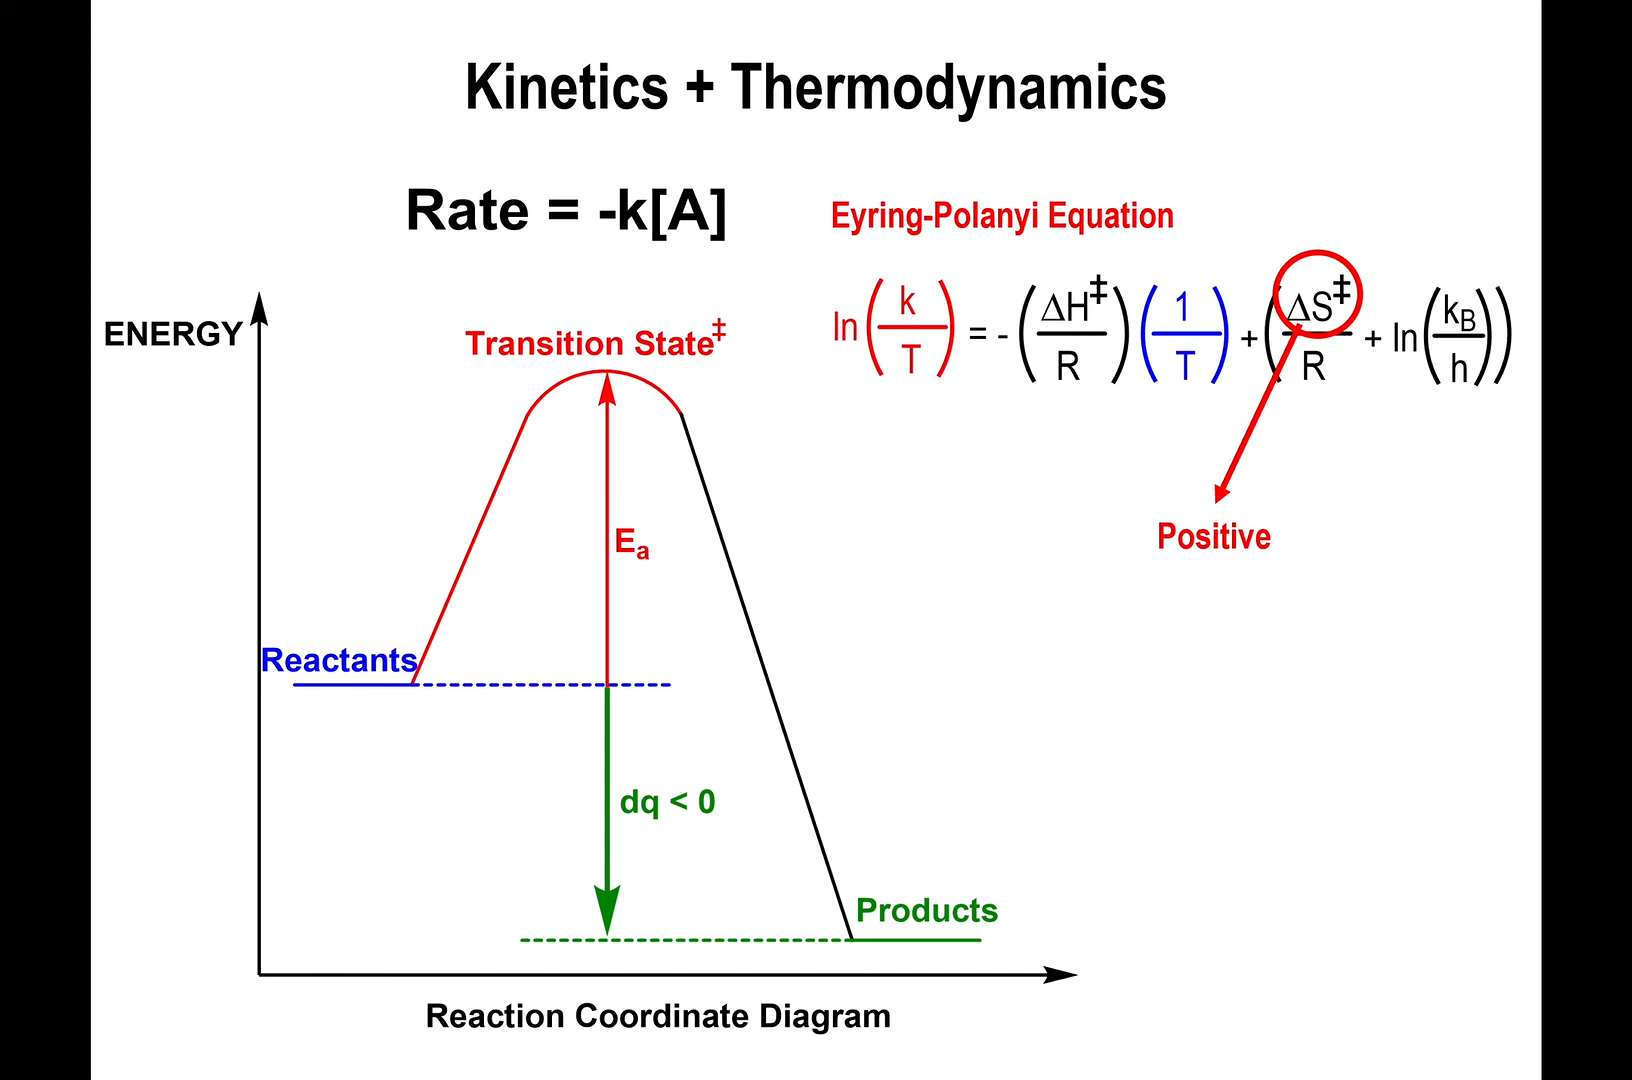 Kinetics + Thermodynamics
Rate = -k[A]
Eyring-Polanyi Equation
ln(k/T) = -(ΔH‡/R)(1/T) + (ΔS‡/R + ln(kB/h))
Positive
ENERGY
Transition State‡
Ea
Reactants
dq < 0
Products
Reaction Coordinate Diagram